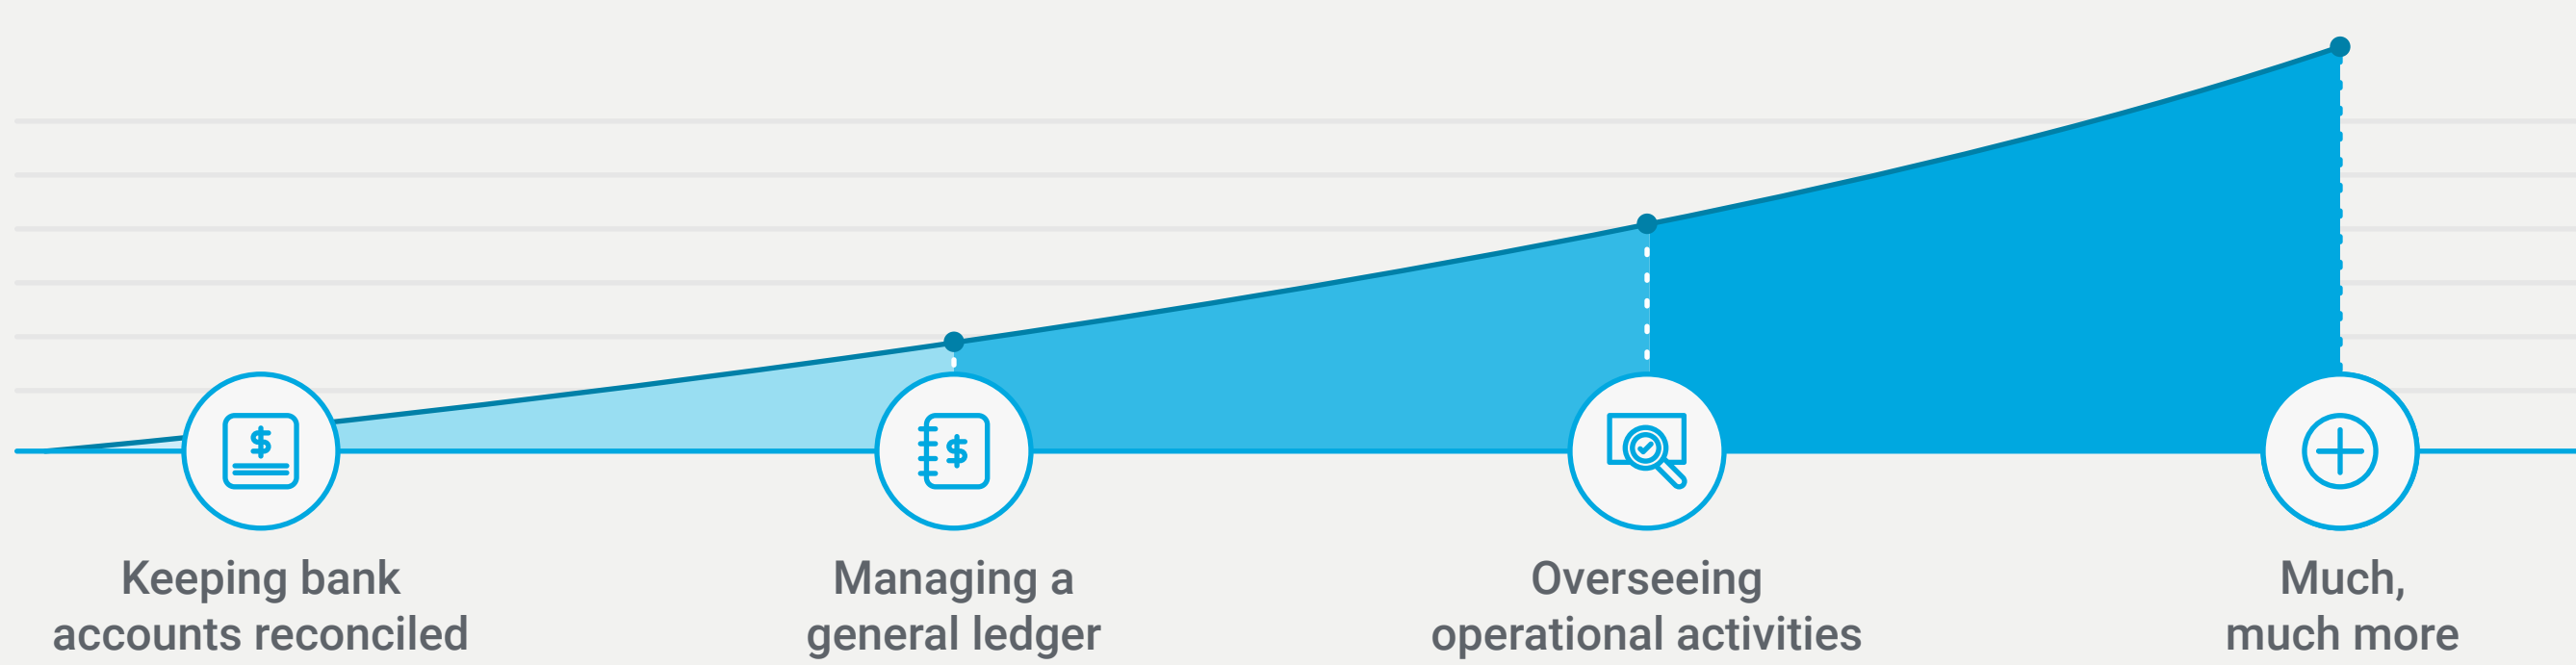 Keeping bank
accounts reconciled
Managing a
general ledger
Overseeing
operational activities
Much,
much more